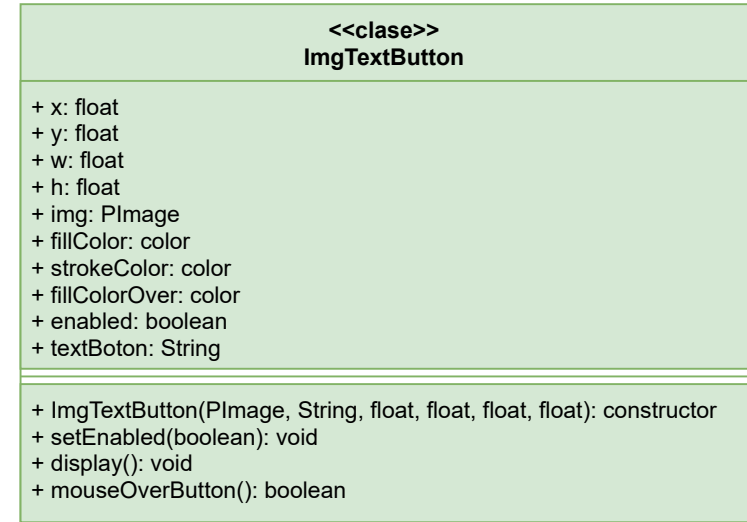 <<clase>>
ImgTextButton
+ x: float
+ y: float
+ w: float
+ h: float
+ img: PImage
+ fillColor: color
+ strokeColor: color
+ fillColorOver: color
+ enabled: boolean
+ textBoton: String
+ ImgTextButton(PImage, String, float, float, float, float): constructor
+ setEnabled(boolean): void
+ display(): void
+ mouseOverButton(): boolean